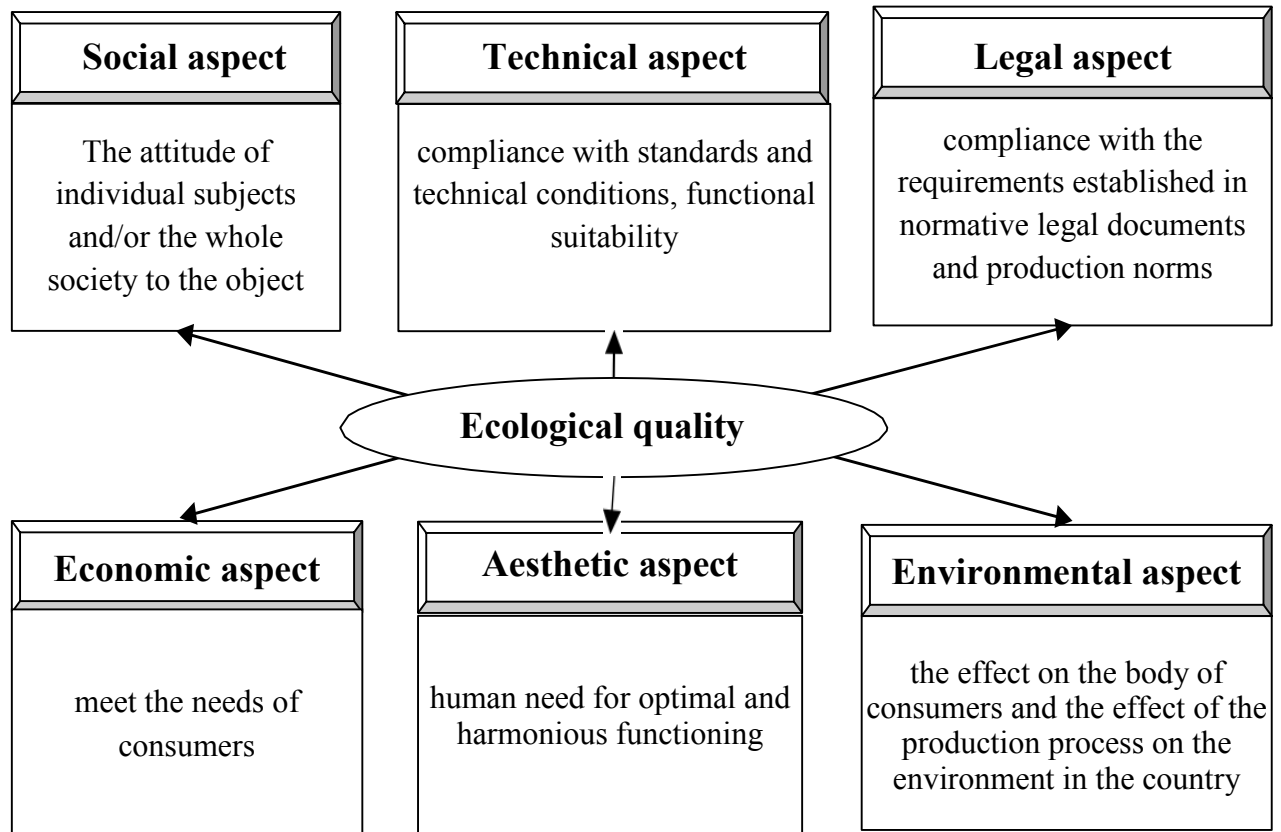 Social aspect
The attitude of
individual subjects
and/or the whole
society to the object
Technical aspect
compliance with standards and
technical conditions, functional
suitability
Legal aspect
compliance with the
requirements established in
normative legal documents
and production norms
Ecological quality
Economic aspect
meet the needs of
consumers
Aesthetic aspect
human need for optimal and
harmonious functioning
Environmental aspect
the effect on the body of
consumers and the effect of the
production process on the
environment in the country